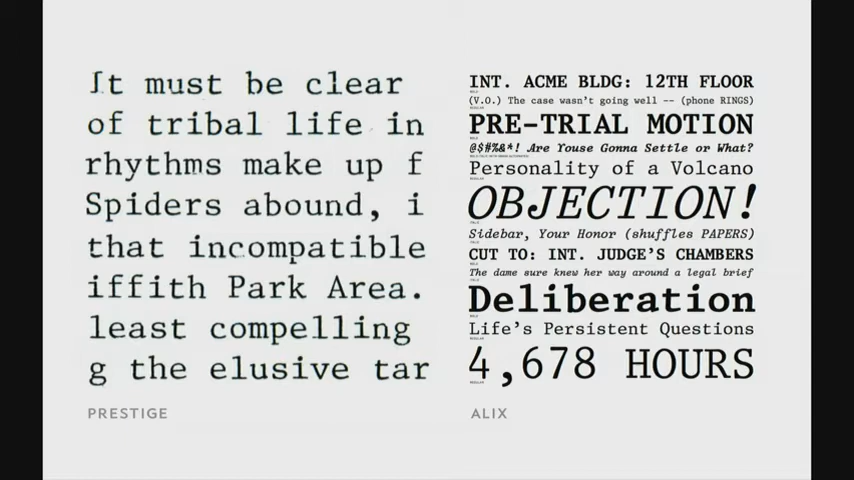 It must be clear
of tribal life in
rhythms make up f
Spiders abound, i
that incompatible
iffith Park Area.
least compelling
g the elusive tar
PRESTIGE
INT. ACME BLDG: 12TH FLOOR
(V.O.) The case wasn't going well -- (phone RINGS)
PRE-TRIAL MOTION
@$#%&*! Are Youse Gonna Settle or What?
Personality of a Volcano
OBJECTION!
Sidebar, Your Honor (shuffles PAPERS)
CUT TO: INT. JUDGE'S CHAMBERS
The dame sure knew her way around a legal brief
Deliberation
Life's Persistent Questions
4,678 HOURS
ALIX